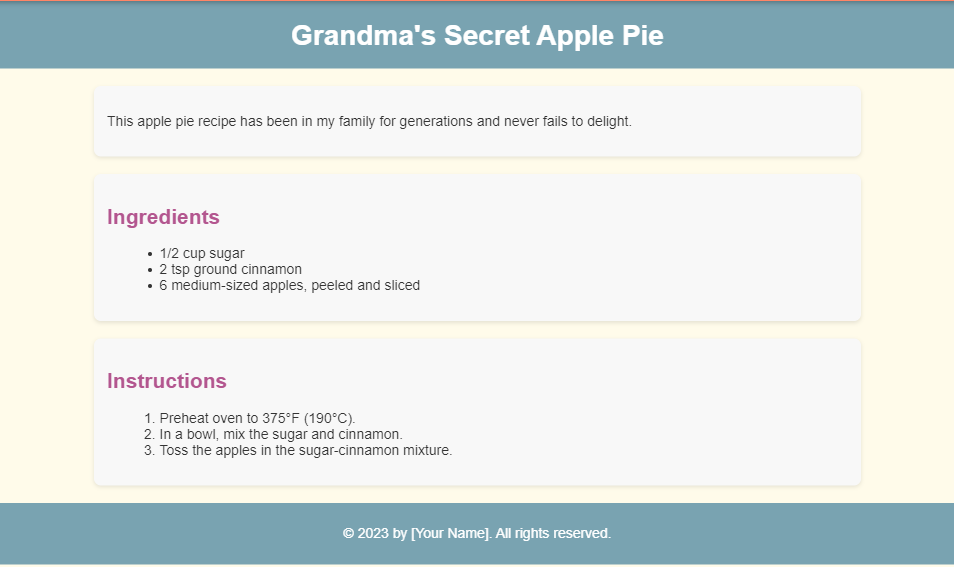 Grandma's Secret Apple Pie
This apple pie recipe has been in my family for generations and never fails to delight.
Ingredients
• 1/2 cup sugar
• 2 tsp ground cinnamon
• 6 medium-sized apples, peeled and sliced
Instructions
1. Preheat oven to 375°F (190°C).
2. In a bowl, mix the sugar and cinnamon.
3. Toss the apples in the sugar-cinnamon mixture.
© 2023 by [Your Name]. All rights reserved.